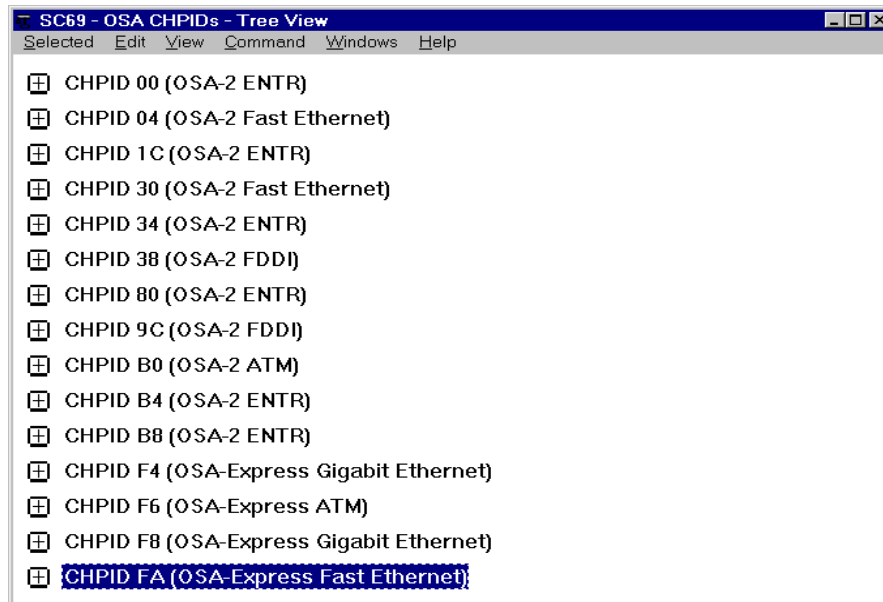 SC69 - OSA CHPIDs - Tree View
Selected Edit View Command Windows Help
CHPID 00 (OSA-2 ENTR)
CHPID 04 (OSA-2 Fast Ethernet)
CHPID 1C (OSA-2 ENTR)
CHPID 30 (OSA-2 Fast Ethernet)
CHPID 34 (OSA-2 ENTR)
CHPID 38 (OSA-2 FDDI)
CHPID 80 (OSA-2 ENTR)
CHPID 9C (OSA-2 FDDI)
CHPID B0 (OSA-2 ATM)
CHPID B4 (OSA-2 ENTR)
CHPID B8 (OSA-2 ENTR)
CHPID F4 (OSA-Express Gigabit Ethernet)
CHPID F6 (OSA-Express ATM)
CHPID F8 (OSA-Express Gigabit Ethernet)
CHPID FA (OSA-Express Fast Ethernet)